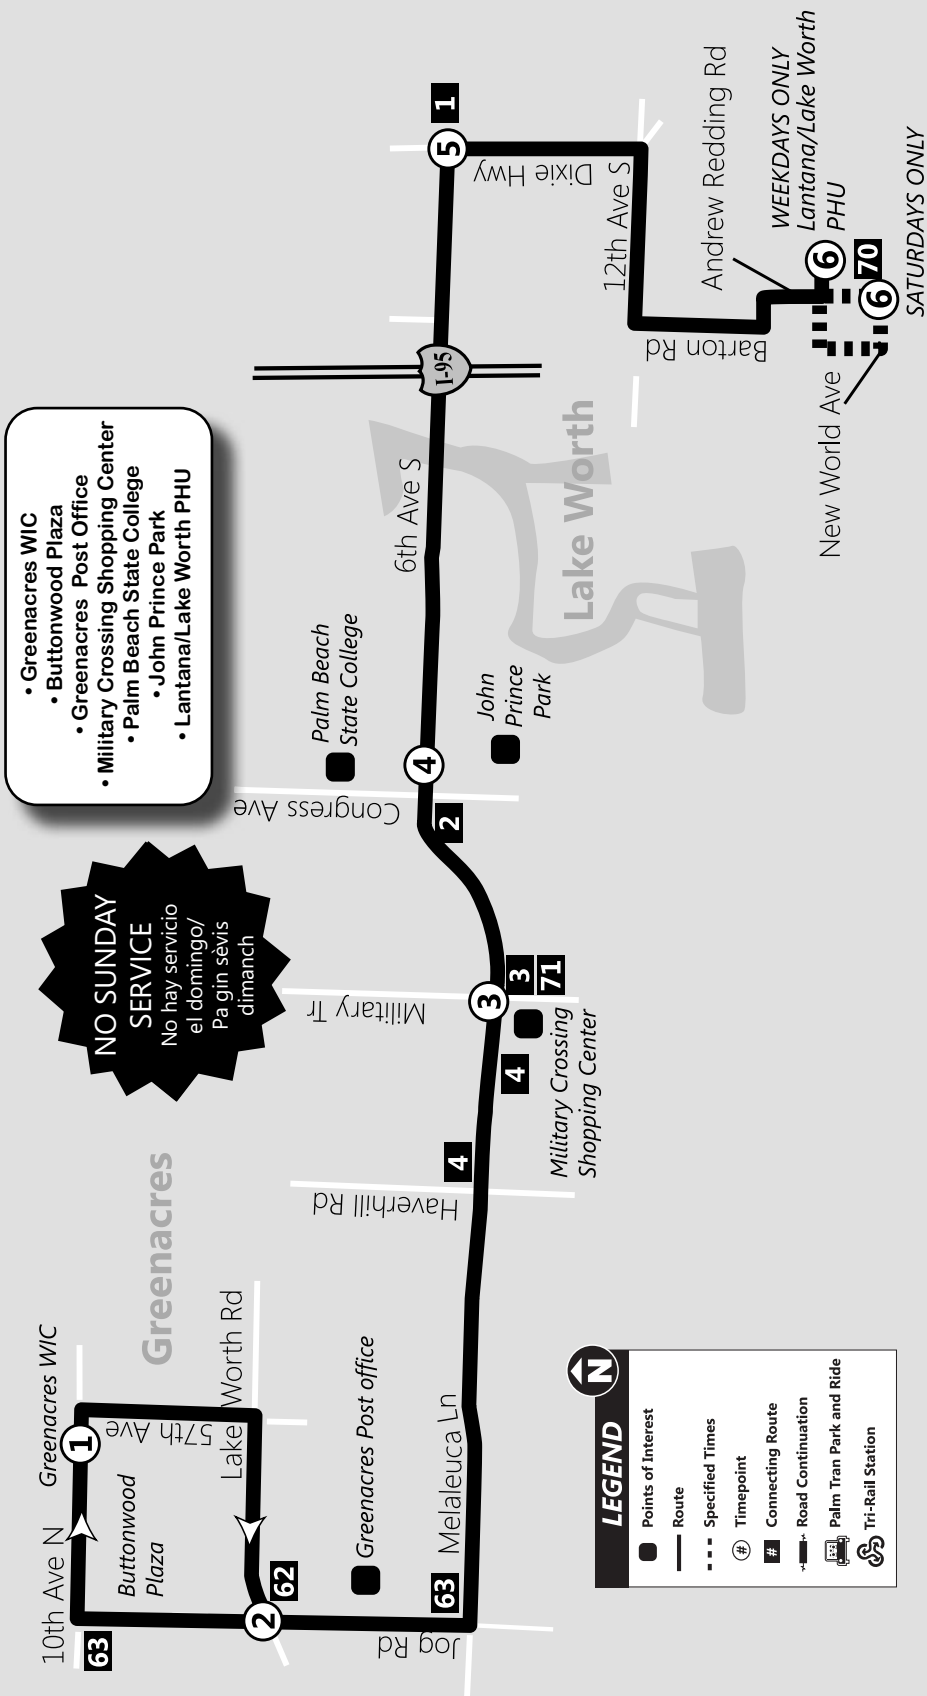 • Greenacres WIC
• Buttonwood Plaza
• Greenacres Post Office
• Military Crossing Shopping Center
• Palm Beach State College
• John Prince Park
• Lantana/Lake Worth PHU
NO SUNDAY
SERVICE
No hay servicio
el domingo/
Pa gin sèvis
dimanch
Greenacres
Greenacres WIC
1
10th Ave N
63
57th Ave
Buttonwood
Plaza
Lake Worth Rd
2
62
Greenacres Post office
Jog Rd
63
Melaleuca Ln
Haverhill Rd
4
4
Military Tr
3
3
71
Military Crossing
Shopping Center
Congress Ave
2
4
Palm Beach
State College
John
Prince
Park
Lake Worth
6th Ave S
I-95
5
1
Dixie Hwy
12th Ave S
Barton Rd
Andrew Redding Rd
New World Ave
WEEKDAYS ONLY
Lantana/Lake Worth
PHU
6
70
6
SATURDAYS ONLY
LEGEND
N
Points of Interest
Route
Specified Times
# Timepoint
# Connecting Route
Road Continuation
Palm Tran Park and Ride
Tri-Rail Station